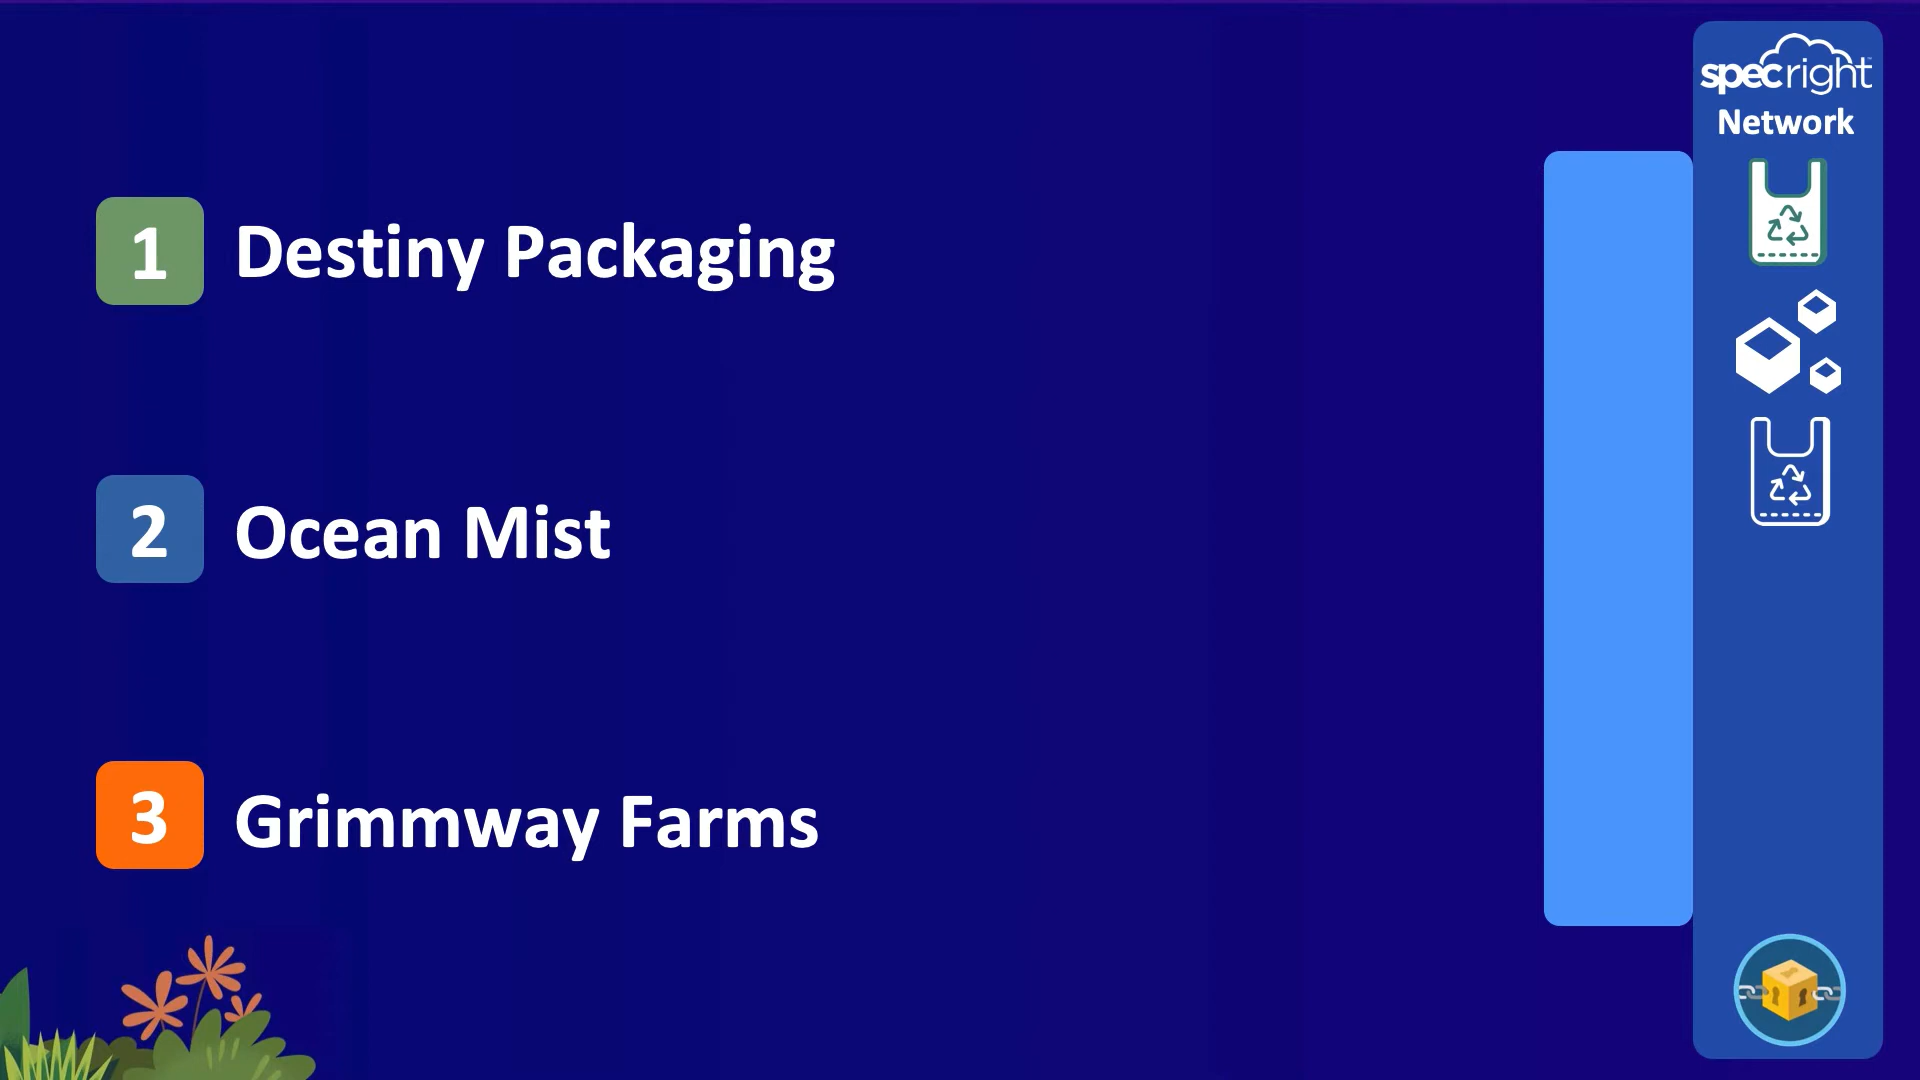 specright
Network
1 Destiny Packaging
2 Ocean Mist
3 Grimmway Farms